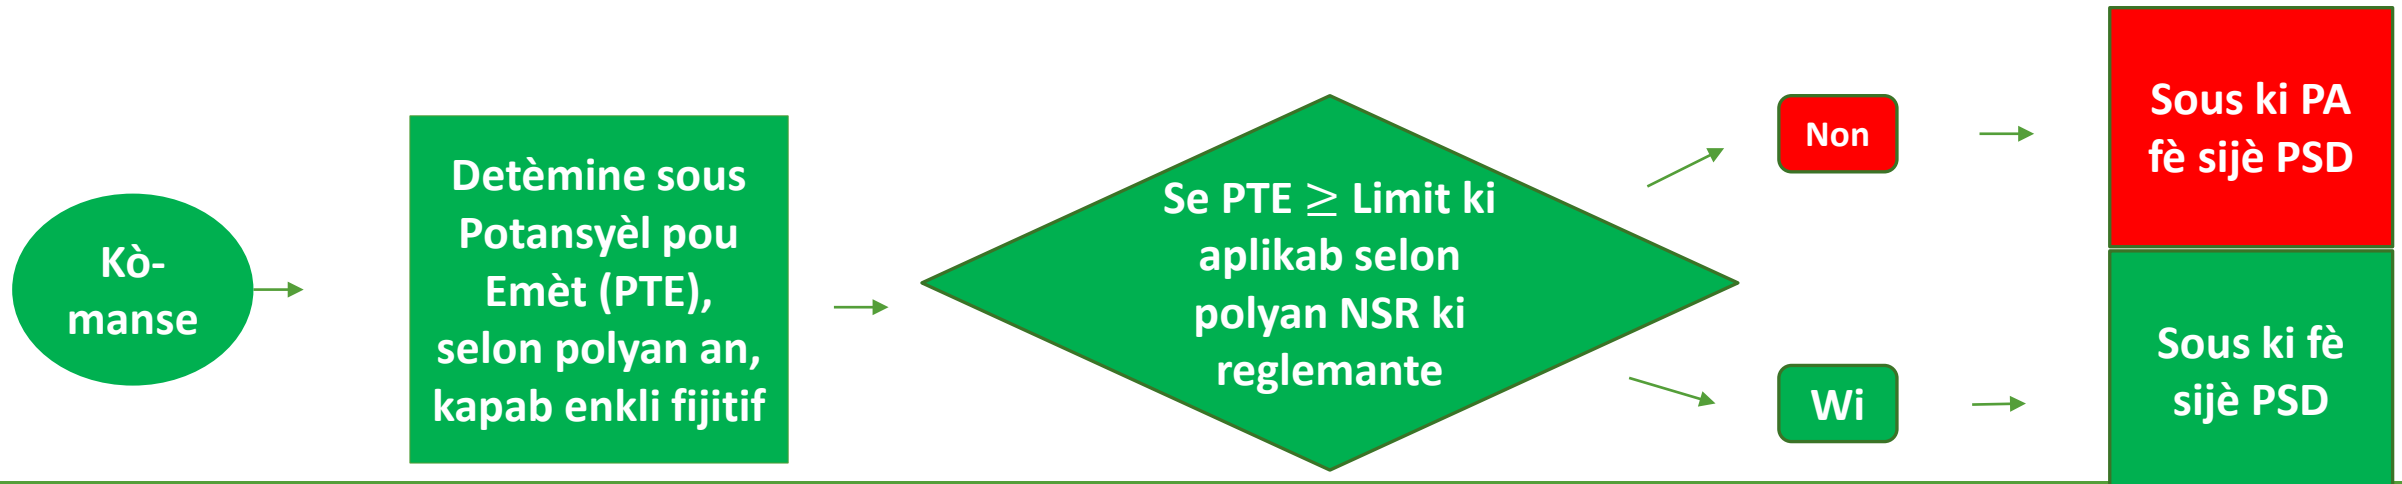 Kò-
manse
Detèmine sous
Potansyèl pou
Emèt (PTE),
selon polyan an,
kapab enkli fijitif
Se PTE ≥ Limit ki
aplikab selon
polyan NSR ki
reglemante
Non
Sous ki PA
fè sijè PSD
Wi
Sous ki fè
sijè PSD